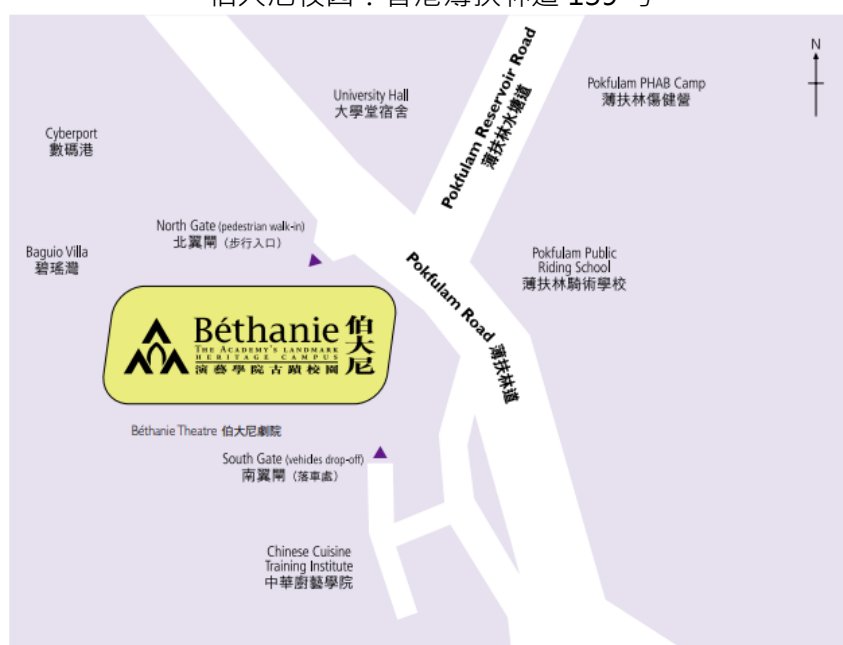 伯大尼校園：香港薄扶林道 139
N
Pokfulam Reservoir Road
薄扶林水塘道
University Hall
大學堂宿舍
Pokfulam PHAB Camp
薄扶林傷健營
Cyberport
數碼港
North Gate (pedestrian walk-in)
北翼閘（步行入口）
Baguio Villa
碧瑤灣
Pokfulam Public
Riding School
薄扶林騎術學校
Pokfulam Road 薄扶林道
Béthanie 伯大尼
THE ACADEMY'S LANDMARK
HERITAGE CAMPUS
演藝學院古蹟校園
Béthanie Theatre 伯大尼劇院
South Gate (vehicles drop-off)
南翼閘（落車處）
Chinese Cuisine
Training Institute
中華廚藝學院